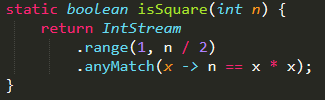 static boolean isSquare(int n) {
    return IntStream
        .range(1, n / 2)
        .anyMatch(x -> n == x * x);
}